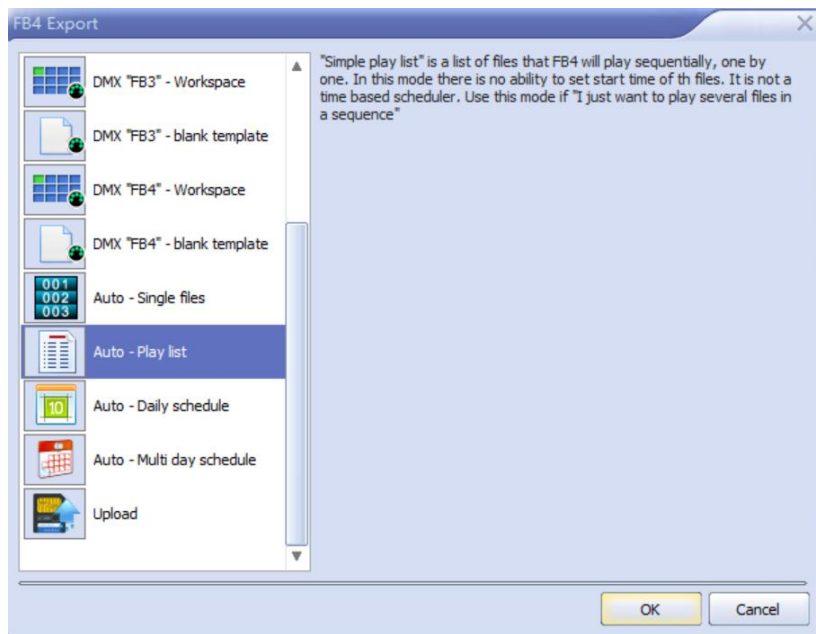 FB4 Export
DMX "FB3" - Workspace
DMX "FB3" - blank template
DMX "FB4" - Workspace
DMX "FB4" - blank template
001
002
003
Auto - Single files
Auto - Play list
10
Auto - Daily schedule
Auto - Multi day schedule
Upload
"Simple play list" is a list of files that FB4 will play sequentially, one by
one. In this mode there is no ability to set start time of th files. It is not a
time based scheduler. Use this mode if "I just want to play several files in
a sequence"
OK
Cancel